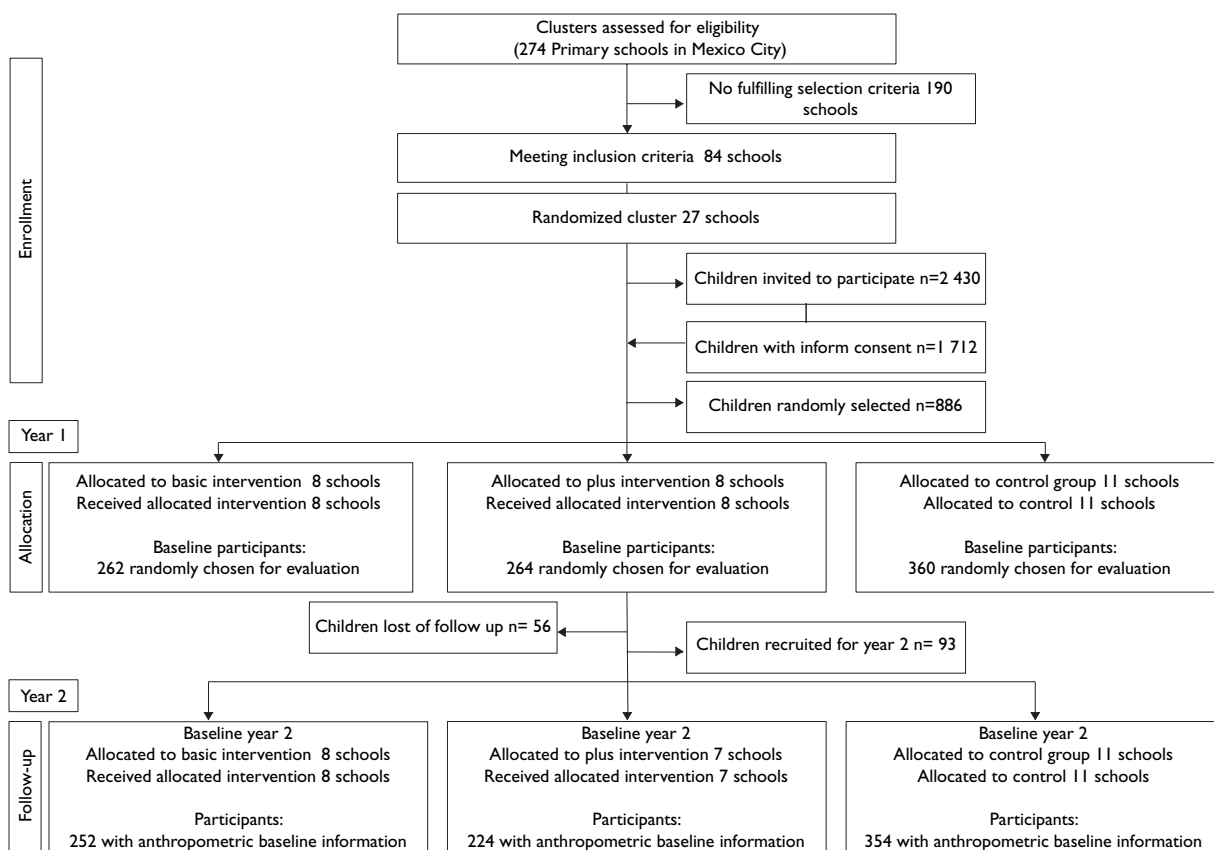 Clusters assessed for eligibility
(274 Primary schools in Mexico City)
No fulfilling selection criteria 190
schools
Meeting inclusion criteria 84 schools
Randomized cluster 27 schools
Enrollment
Children invited to participate n=2 430
Children with inform consent n=1 712
Children randomly selected n=886
Year 1
Allocation
Allocated to basic intervention 8 schools
Received allocated intervention 8 schools
Baseline participants:
262 randomly chosen for evaluation
Allocated to plus intervention 8 schools
Received allocated intervention 8 schools
Baseline participants:
264 randomly chosen for evaluation
Allocated to control group 11 schools
Allocated to control 11 schools
Baseline participants:
360 randomly chosen for evaluation
Children lost of follow up n= 56
Children recruited for year 2 n= 93
Year 2
Follow-up
Baseline year 2
Allocated to basic intervention 8 schools
Received allocated intervention 8 schools
Participants:
252 with anthropometric baseline information
Baseline year 2
Allocated to plus intervention 7 schools
Received allocated intervention 7 schools
Participants:
224 with anthropometric baseline information
Baseline year 2
Allocated to control group 11 schools
Allocated to control 11 schools
Participants:
354 with anthropometric baseline information